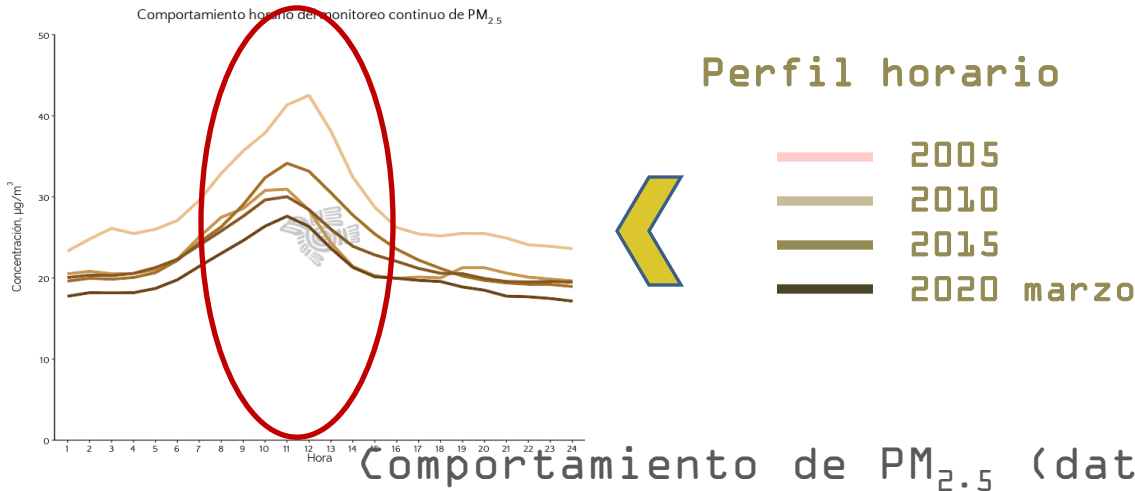 Comportamiento horario del monitoreo continuo de PM2.5
Perfil horario
2005
2010
2015
2020 marzo
Concentración, µg/m³
50
40
30
20
10
0
1 2 3 4 5 6 7 8 9 10 11 12 13 14 15 16 17 18 19 20 21 22 23 24
Hora
Comportamiento de PM2.5 (dat